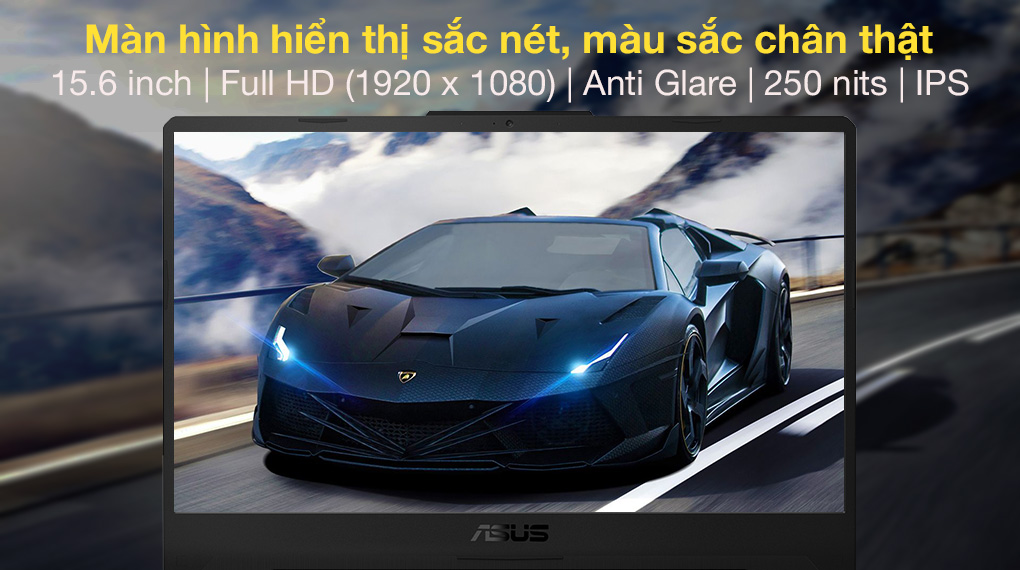 Màn hình hiển thị sắc nét, màu sắc chân thật
15.6 inch | Full HD (1920 x 1080) | Anti Glare | 250 nits | IPS
ASUS